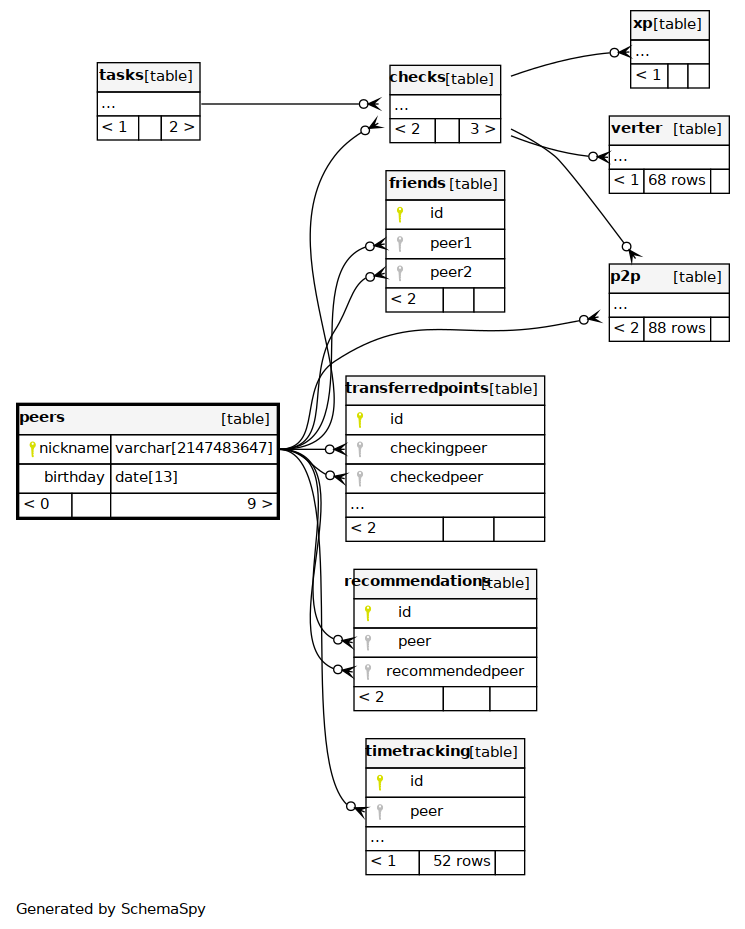 xp [table]
...
< 1
tasks [table]
...
< 1 2 >
checks [table]
...
< 2 3 >
verter [table]
...
< 1 68 rows
friends [table]
id
peer1
peer2
< 2
p2p [table]
...
< 2 88 rows
transferredpoints [table]
id
checkingpeer
checkedpeer
...
< 2
peers [table]
nickname varchar[2147483647]
birthday date[13]
< 0 9 >
recommendations [table]
id
peer
recommendedpeer
< 2
timetracking [table]
id
peer
...
< 1 52 rows
Generated by SchemaSpy